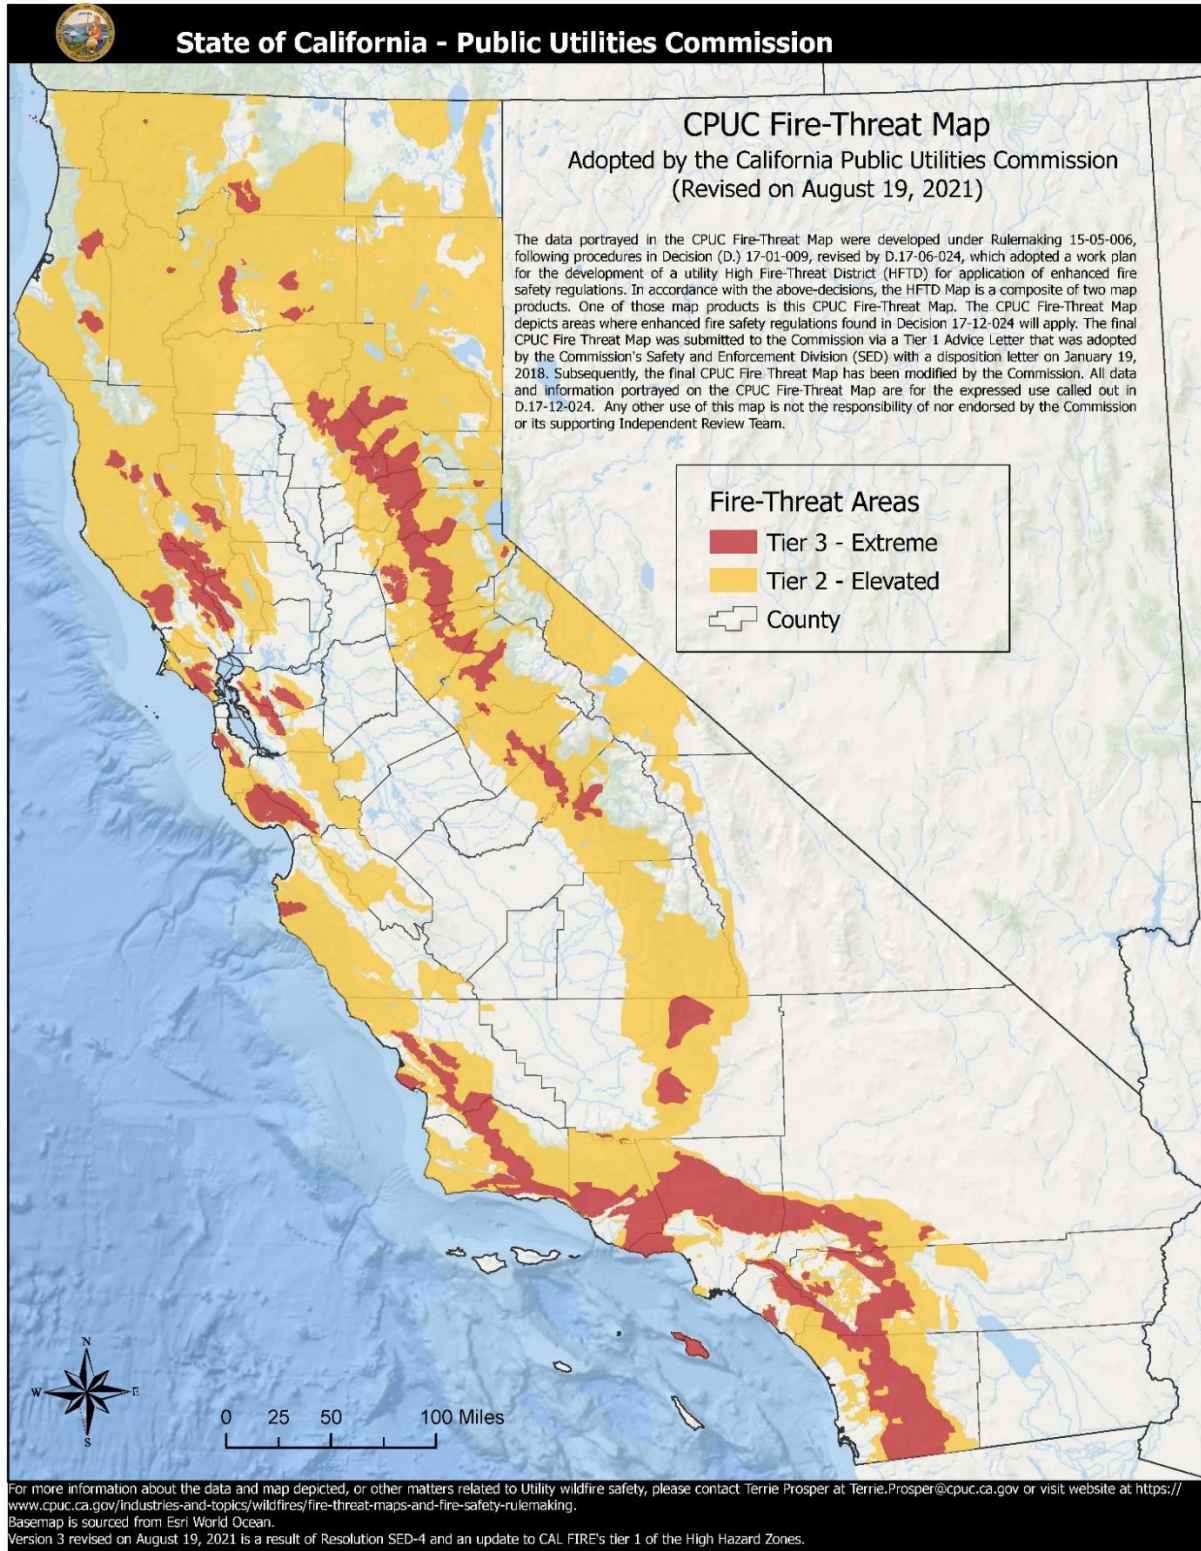 State of California - Public Utilities Commission
CPUC Fire-Threat Map
Adopted by the California Public Utilities Commission
(Revised on August 19, 2021)
The data portrayed in the CPUC Fire-Threat Map were developed under Rulemaking 15-05-006,
following procedures in Decision (D.) 17-01-009, revised by D.17-06-024, which adopted a work plan
for the development of a utility High Fire-Threat District (HFTD) for application of enhanced fire
safety regulations. In accordance with the above-decisions, the HFTD Map is a composite of two map
products. One of those map products is this CPUC Fire-Threat Map. The CPUC Fire-Threat Map
depicts areas where enhanced fire safety regulations found in Decision 17-12-024 will apply. The final
CPUC Fire Threat Map was submitted to the Commission via a Tier 1 Advice Letter that was adopted
by the Commission's Safety and Enforcement Division (SED) with a disposition letter on January 19,
2018. Subsequently, the final CPUC Fire Threat Map has been modified by the Commission. All data
and information portrayed on the CPUC Fire-Threat Map are for the expressed use called out in
D.17-12-024. Any other use of this map is not the responsibility of nor endorsed by the Commission
or its supporting Independent Review Team.
Fire-Threat Areas
Tier 3 - Extreme
Tier 2 - Elevated
County
N
W E
S
0 25 50 100 Miles
For more information about the data and map depicted, or other matters related to Utility wildfire safety, please contact Terrie Prosper at Terrie.Prosper@cpuc.ca.gov or visit website at https://
www.cpuc.ca.gov/industries-and-topics/wildfires/fire-threat-maps-and-fire-safety-rulemaking.
Basemap is sourced from Esri World Ocean.
Version 3 revised on August 19, 2021 is a result of Resolution SED-4 and an update to CAL FIRE's tier 1 of the High Hazard Zones.